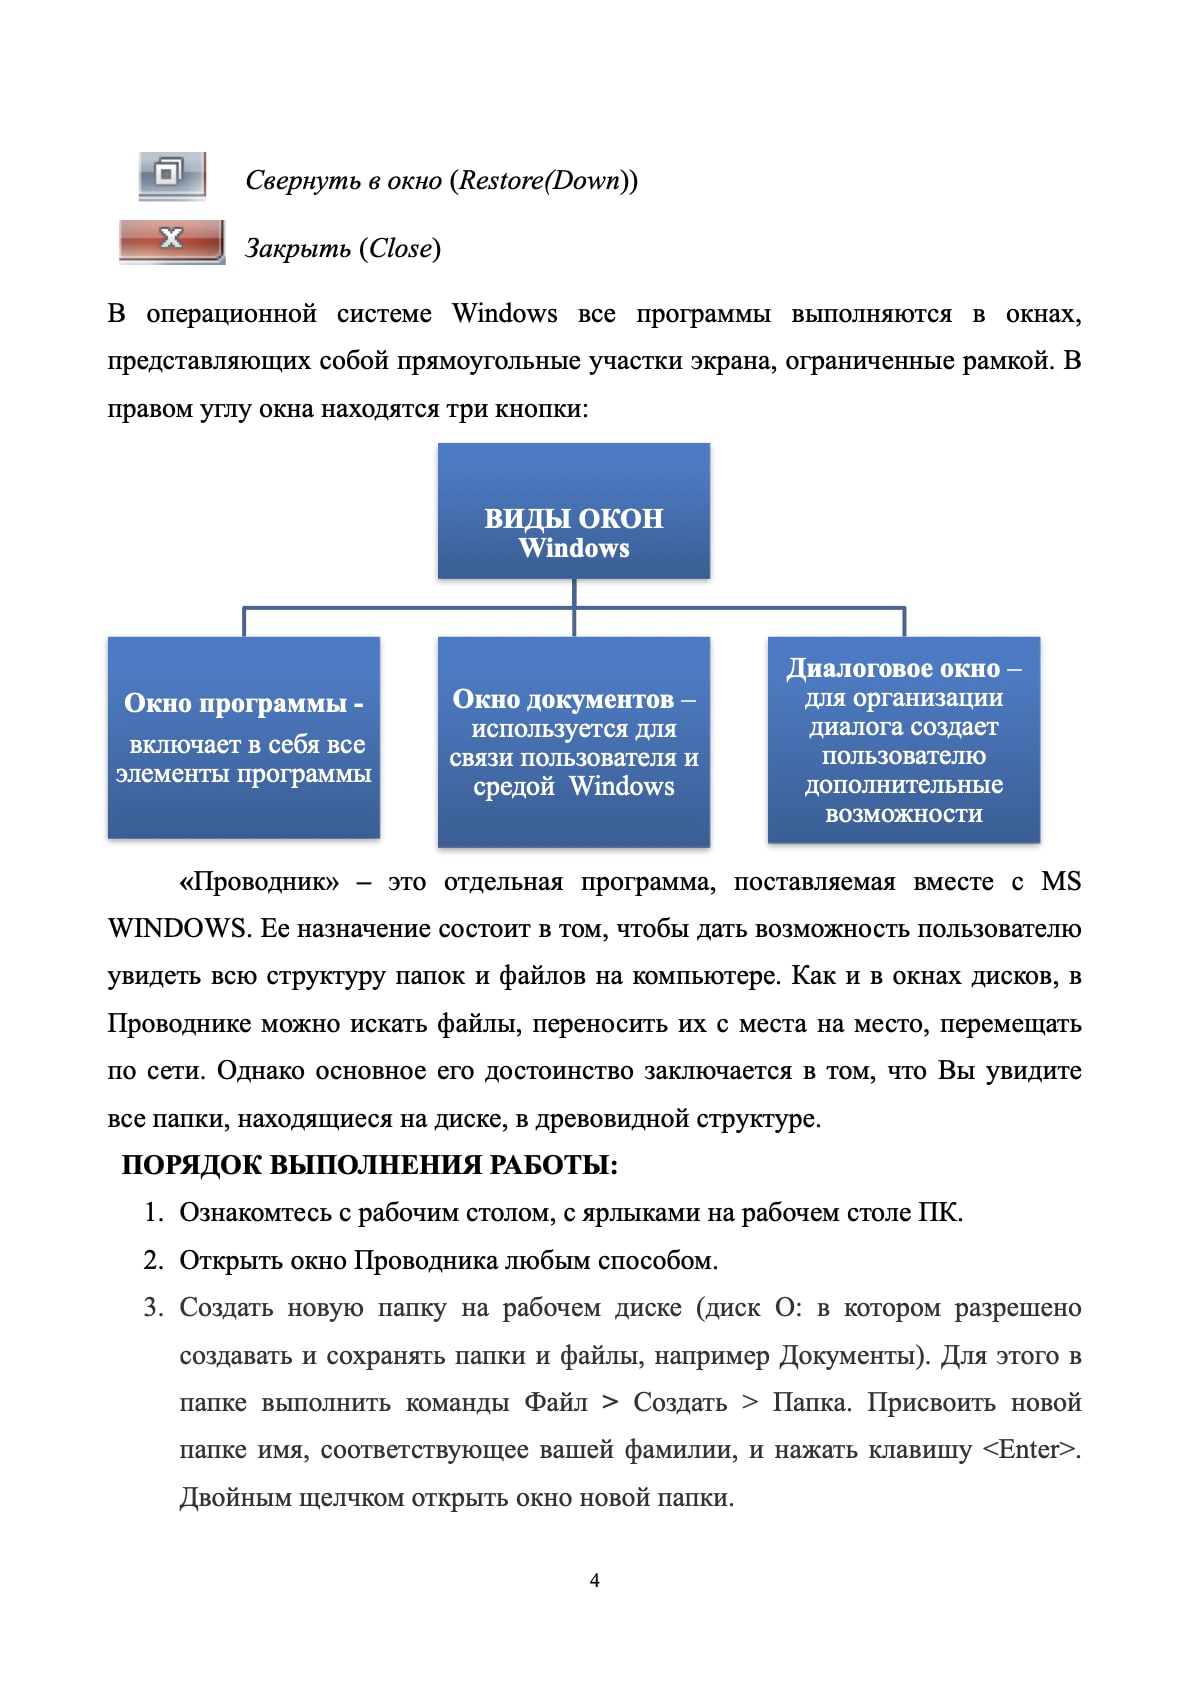 Свернуть в окно (Restore(Down))
Закрыть (Close)
В операционной системе Windows все программы выполняются в окнах,
представляющих собой прямоугольные участки экрана, ограниченные рамкой. В
правом углу окна находятся три кнопки:
ВИДЫ ОКОН
Windows
Окно программы -
включает в себя все
элементы программы
Окно документов –
используется для
связи пользователя и
средой Windows
Диалоговое окно –
для организации
диалога создает
пользователю
дополнительные
возможности
«Проводник» – это отдельная программа, поставляемая вместе с MS
WINDOWS. Ее назначение состоит в том, чтобы дать возможность пользователю
увидеть всю структуру папок и файлов на компьютере. Как и в окнах дисков, в
Проводнике можно искать файлы, переносить их с места на место, перемещать
по сети. Однако основное его достоинство заключается в том, что Вы увидите
все папки, находящиеся на диске, в древовидной структуре.
ПОРЯДОК ВЫПОЛНЕНИЯ РАБОТЫ:
1. Ознакомтесь с рабочим столом, с ярлыками на рабочем столе ПК.
2. Открыть окно Проводника любым способом.
3. Создать новую папку на рабочем диске (диск О: в котором разрешено
создавать и сохранять папки и файлы, например Документы). Для этого в
папке выполнить команды Файл > Создать > Папка. Присвоить новой
папке имя, соответствующее вашей фамилии, и нажать клавишу <Enter>.
Двойным щелчком открыть окно новой папки.
4